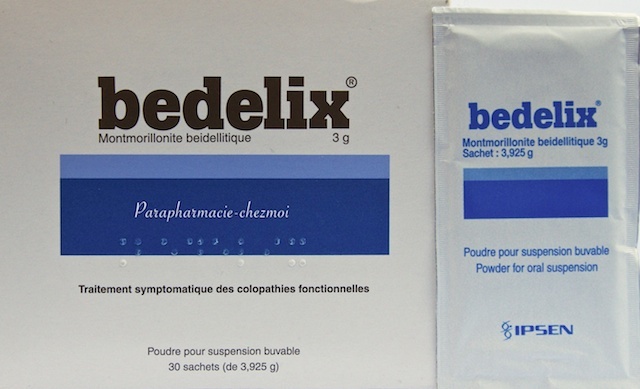 bedelix®
Montmorillonite beidellitique 3 g
Parapharmacie-chezmoi
Traitement symptomatique des colopathies fonctionnelles
Poudre pour suspension buvable
30 sachets (de 3,925 g)
bedelix®
Montmorillonite beidellitique 3g
Sachet : 3,925 g
Poudre pour suspension buvable
Powder for oral suspension
IPSEN